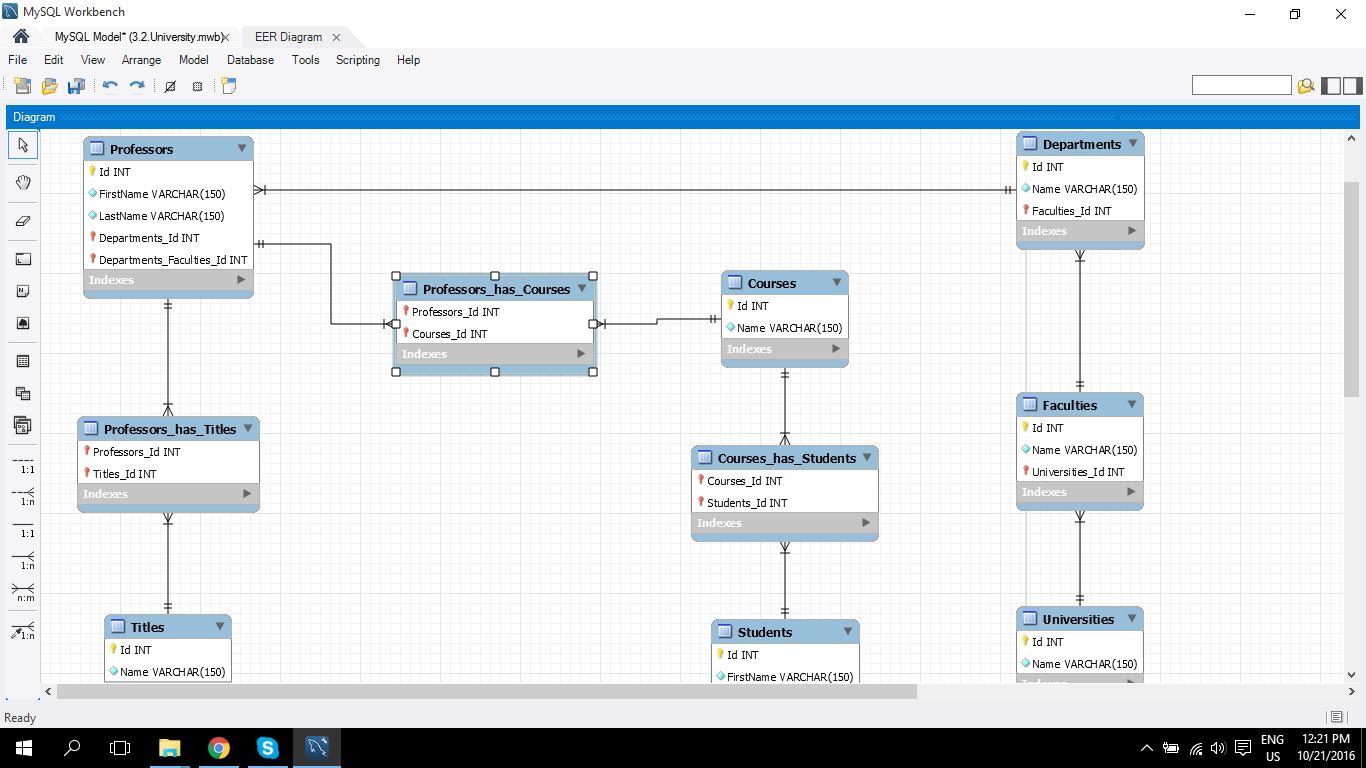 MySQL Workbench
MySQL Model* (3.2.University.mwb)
EER Diagram
File Edit View Arrange Model Database Tools Scripting Help
Diagram
Professors
Id INT
FirstName VARCHAR(150)
LastName VARCHAR(150)
Departments_Id INT
Departments_Faculties_Id INT
Indexes
Departments
Id INT
Name VARCHAR(150)
Faculties_Id INT
Indexes
Professors_has_Courses
Professors_Id INT
Courses_Id INT
Indexes
Courses
Id INT
Name VARCHAR(150)
Indexes
Professors_has_Titles
Professors_Id INT
Titles_Id INT
Indexes
Courses_has_Students
Courses_Id INT
Students_Id INT
Indexes
Faculties
Id INT
Name VARCHAR(150)
Universities_Id INT
Indexes
Titles
Id INT
Name VARCHAR(150)
Students
Id INT
FirstName VARCHAR(150)
Universities
Id INT
Name VARCHAR(150)
Indexes
1:1
1:n
1:1
1:n
n:m
1:n
Ready
ENG
US
12:21 PM
10/21/2016